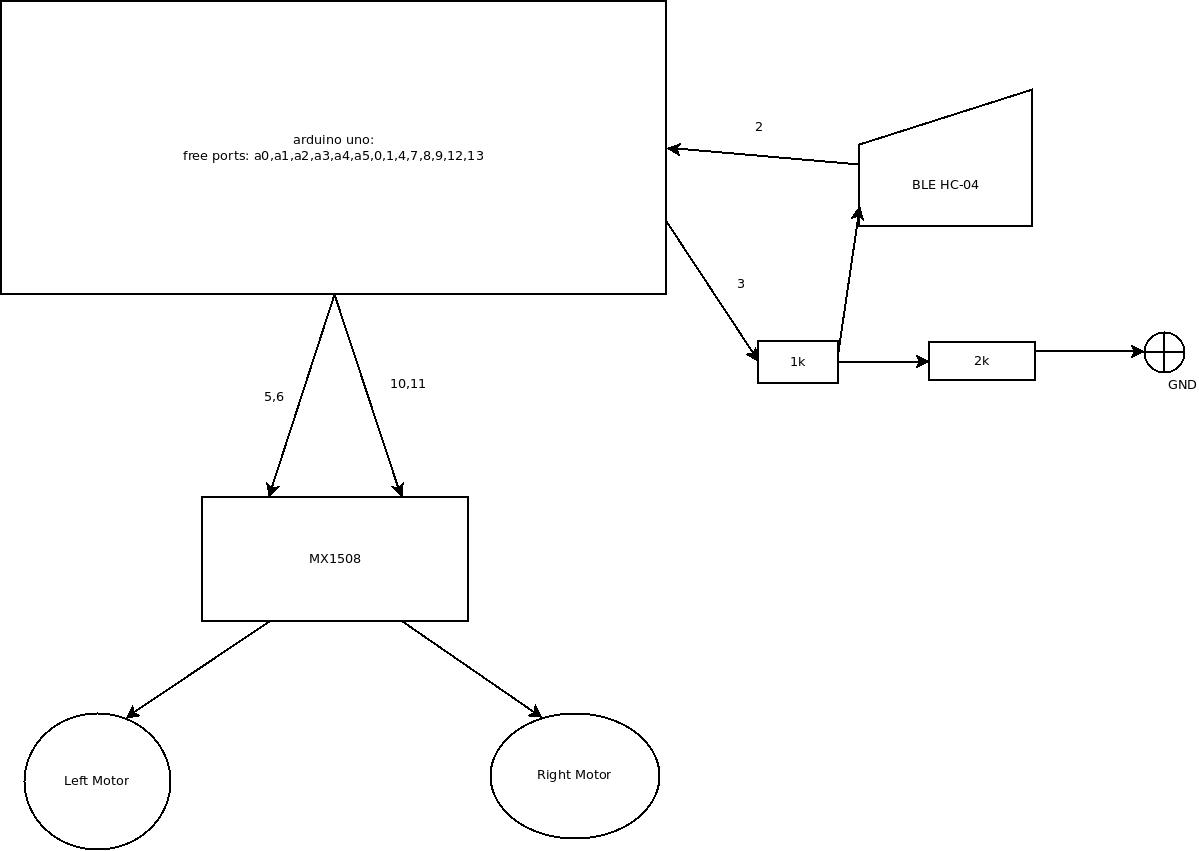 arduino uno:
free ports: a0,a1,a2,a3,a4,a5,0,1,4,7,8,9,12,13
2
BLE HC-04
3
1k
2k
GND
5,6
10,11
MX1508
Left Motor
Right Motor